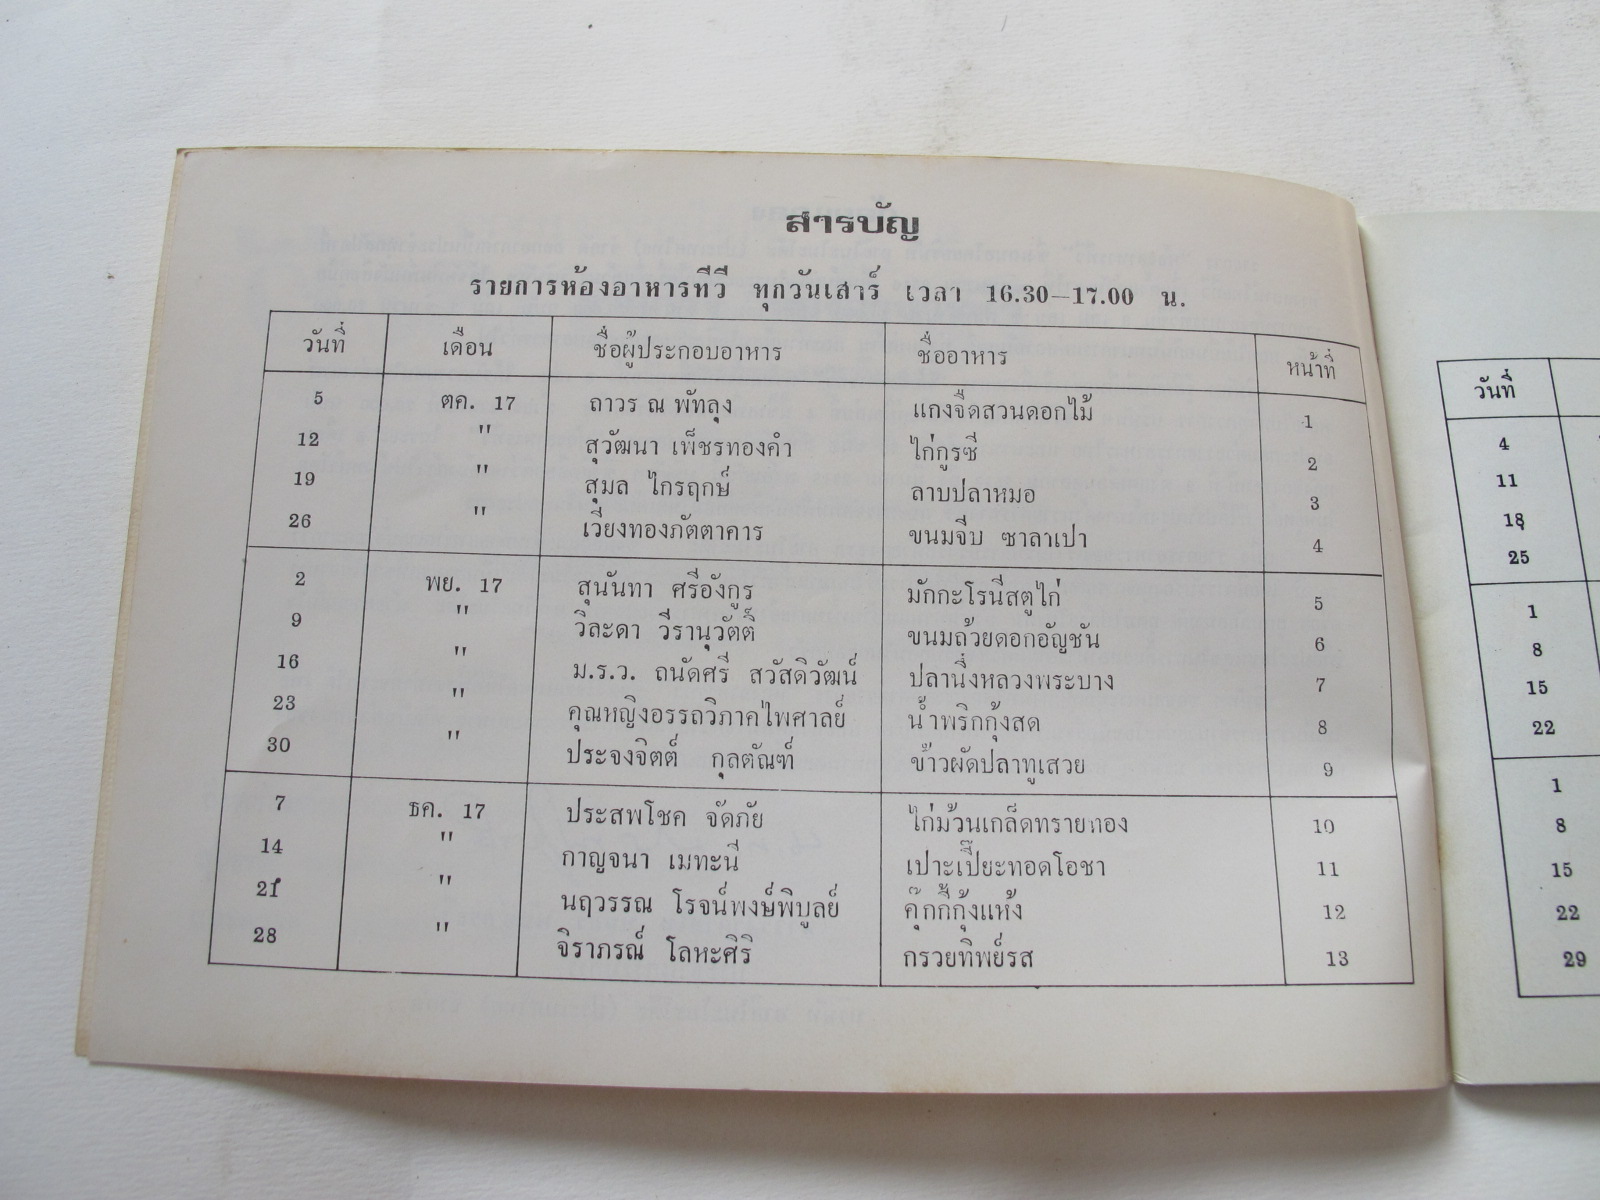 สารบัญ
รายการห้องอาหารทีวี ทุกวันเสาร์ เวลา 16.30–17.00 น.
วันที่ เดือน ชื่อผู้ประกอบอาหาร ชื่ออาหาร หน้าที่
5 ตค. 17 ถาวร ณ พัทลุง แกงจืดสวนดอกไม้ 1
12 " สุวัฒนา เพ็ชรทองคำ ไก่กูรซี 2
19 " สุมล ไกรฤกษ์ ลาบปลาหมอ 3
26 " เวียงทองภัตตาคาร ขนมจีบ ซาลาเปา 4
2 พย. 17 สุนันทา ศรีอังกูร มักกะโรนีสตูไก่ 5
9 " วิละดา วีรานุวัตติ์ ขนมถ้วยดอกอัญชัน 6
16 " ม.ร.ว. ถนัดศรี สวัสดิวัฒน์ ปลานึ่งหลวงพระบาง 7
23 " คุณหญิงอรรถวิภาคไพศาลย์ น้ำพริกกุ้งสด 8
30 " ประจงจิตต์ กุลตัณฑ์ ข้าวผัดปลาทูเสวย 9
7 ธค. 17 ประสพโชค จัดภัย ไก่ม้วนเกล็ดทรายทอง 10
14 " กาญจนา เมทะนี เปาะเปี๊ยะทอดโอชา 11
21 " นฤวรรณ โรจน์พงษ์พิบูลย์ คุ๊กกี้กุ้งแห้ง 12
28 " จิราภรณ์ โลหะศิริ กรวยทิพย์รส 13
วันที่
4
11
18
25
1
8
15
22
1
8
15
22
29